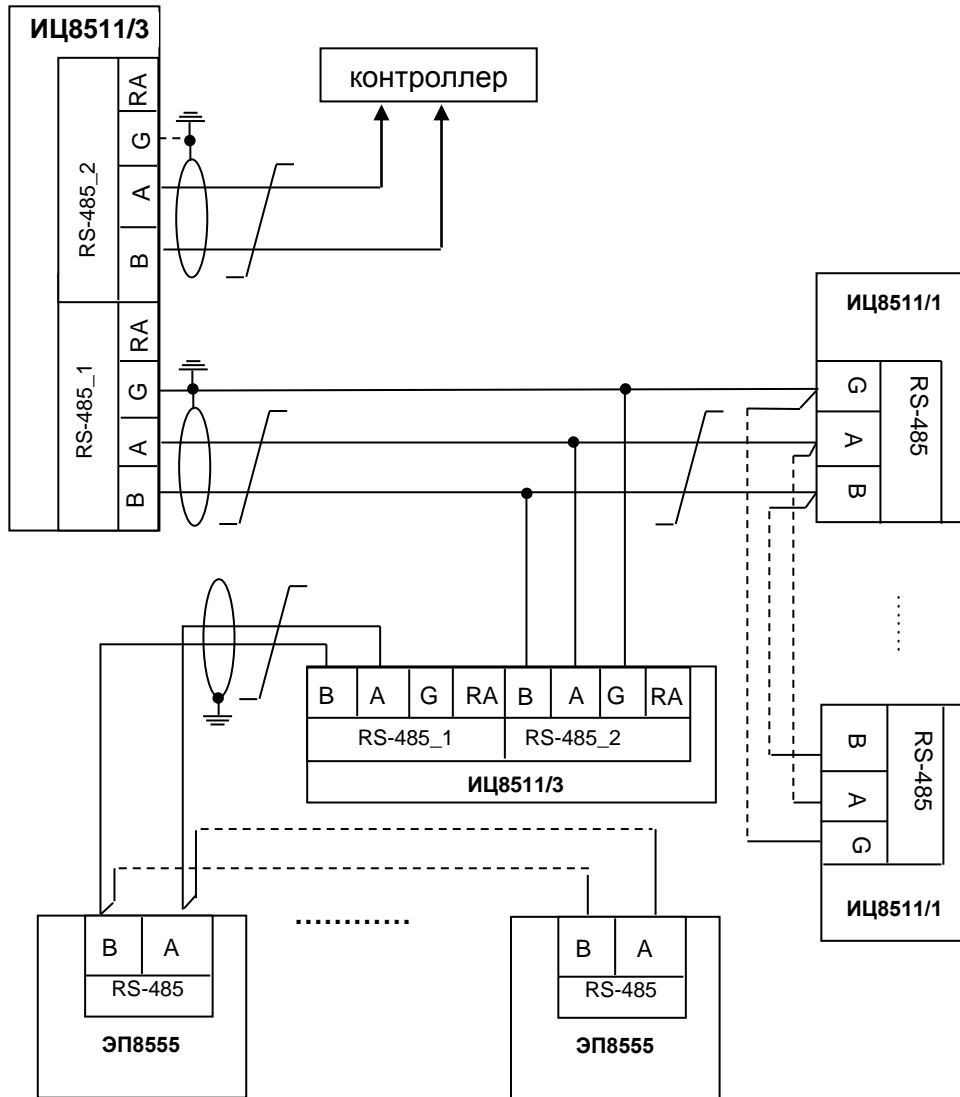 ИЦ8511/3
контроллер
RS-485_2
RA
G
A
B
RS-485_1
RA
G
A
B
ИЦ8511/1
G
A
B
RS-485
B A G RA B A G RA
RS-485_1 RS-485_2
ИЦ8511/3
B
A
G
RS-485
ИЦ8511/1
B A
RS-485
ЭП8555
............
B A
RS-485
ЭП8555